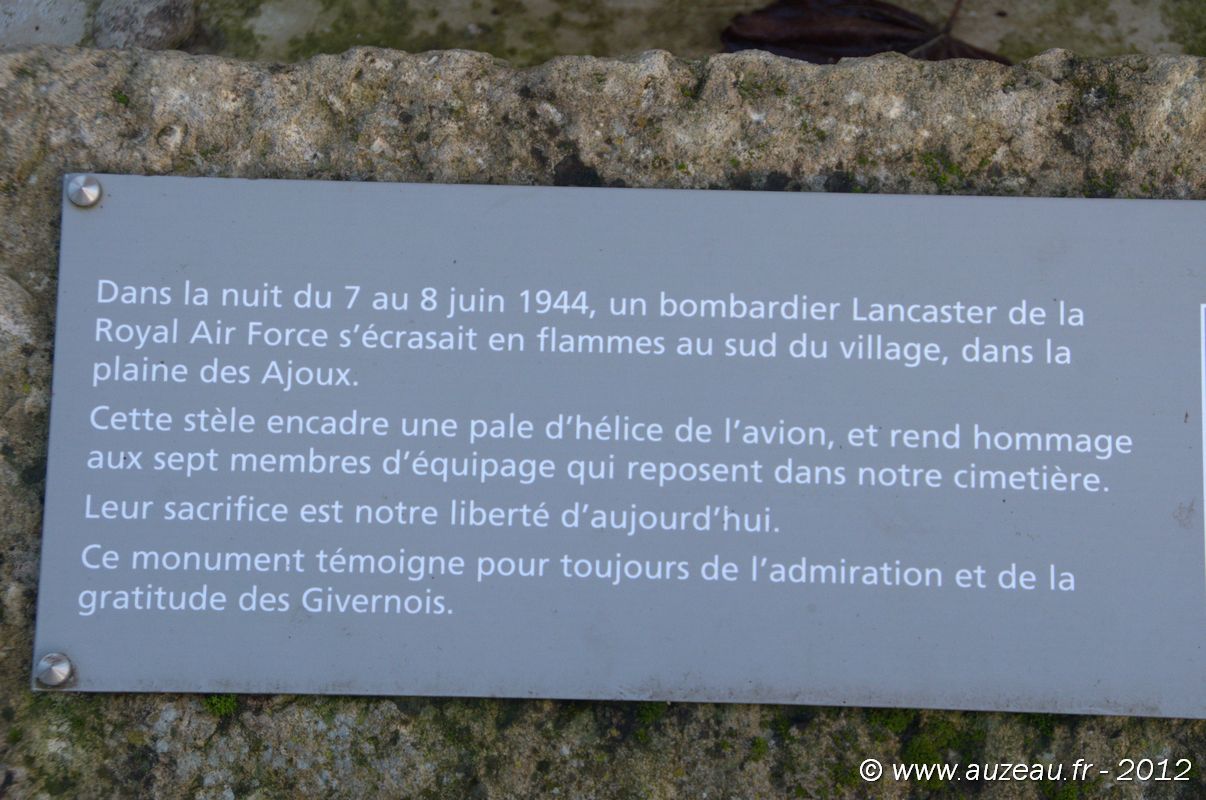 Dans la nuit du 7 au 8 juin 1944, un bombardier Lancaster de la
Royal Air Force s'écrasait en flammes au sud du village, dans la
plaine des Ajoux.
Cette stèle encadre une pale d'hélice de l'avion, et rend hommage
aux sept membres d'équipage qui reposent dans notre cimetière.
Leur sacrifice est notre liberté d'aujourd'hui.
Ce monument témoigne pour toujours de l'admiration et de la
gratitude des Givernois.
© www.auzeau.fr - 2012